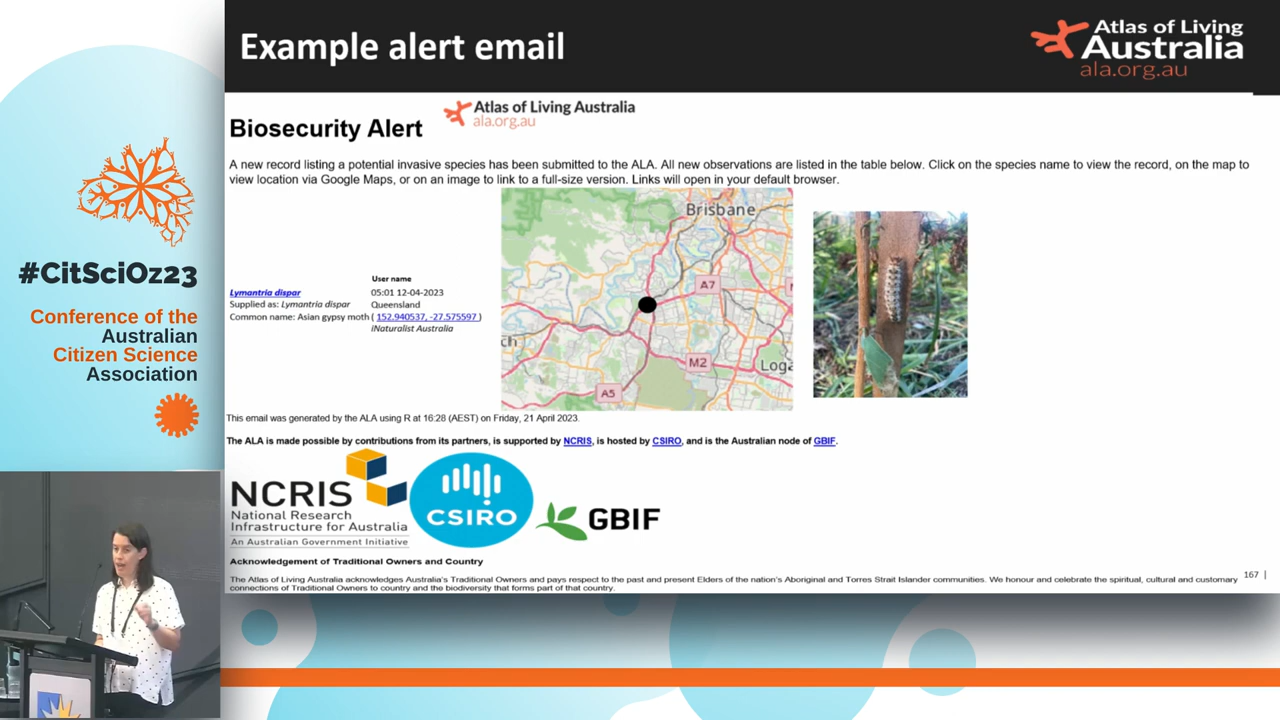 Example alert email
Atlas of Living
Australia
ala.org.au
Atlas of Living Australia
ala.org.au
Biosecurity Alert
A new record listing a potential invasive species has been submitted to the ALA. All new observations are listed in the table below. Click on the species name to view the record, on the map to
view location via Google Maps, or on an image to link to a full-size version. Links will open in your default browser.
#CitSciOz23
Conference of the
Australian
Citizen Science
Association
User name
Lymantria dispar
05:01 12-04-2023
Supplied as: Lymantria dispar
Queensland
Common name: Asian gypsy moth ( 152.940537, -27.575597 )
iNaturalist Australia
Brisbane
A7
ch
M2
Loga
A5
This email was generated by the ALA using R at 16:28 (AEST) on Friday, 21 April 2023.
The ALA is made possible by contributions from its partners, is supported by NCRIS, is hosted by CSIRO, and is the Australian node of GBIF.
NCRIS
National Research
Infrastructure for Australia
An Australian Government Initiative
CSIRO
GBIF
Acknowledgement of Traditional Owners and Country
The Atlas of Living Australia acknowledges Australia's Traditional Owners and pays respect to the past and present Elders of the nation's Aboriginal and Torres Strait Islander communities. We honour and celebrate the spiritual, cultural and customary
connections of Traditional Owners to country and the biodiversity that forms part of that country.
167 |